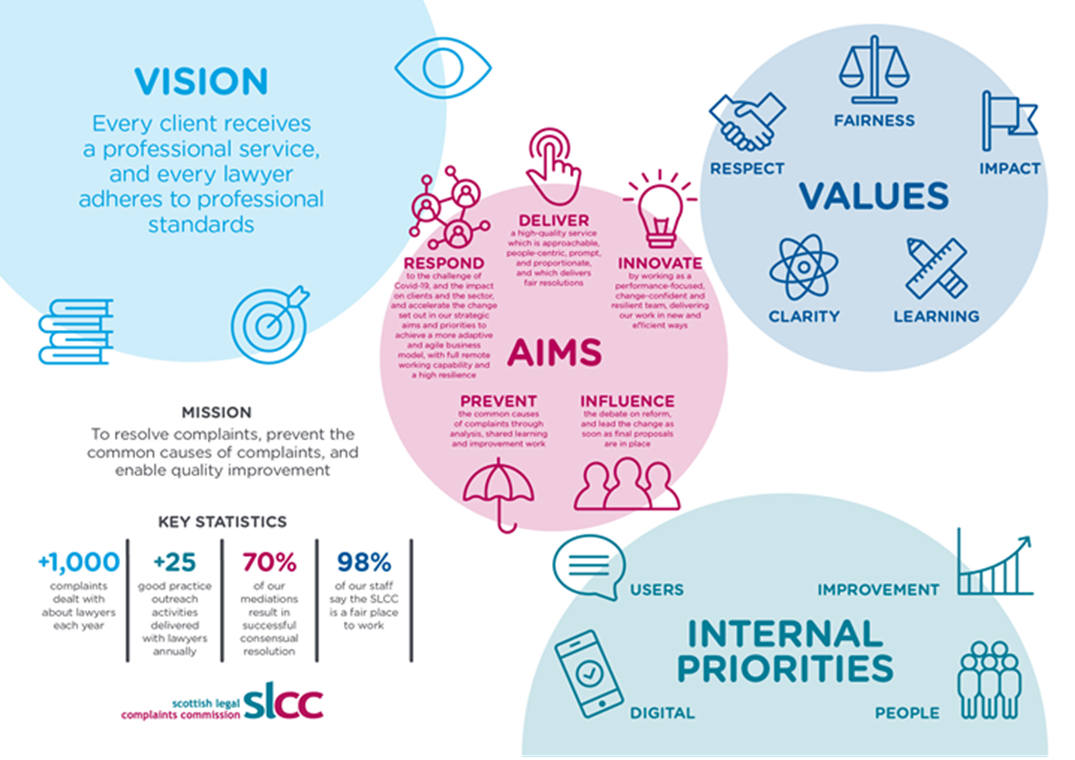 VISION
Every client receives
a professional service,
and every lawyer
adheres to professional
standards
MISSION
To resolve complaints, prevent the
common causes of complaints, and
enable quality improvement
KEY STATISTICS
+1,000
complaints
dealt with
about lawyers
each year
+25
good practice
outreach
activities
delivered
with lawyers
annually
70%
of our
mediations
result in
successful
consensual
resolution
98%
of our staff
say the SLCC
is a fair place
to work
scottish legal
complaints commission
slcc
AIMS
RESPOND
to the challenge of
Covid-19, and the impact
on clients and the sector,
and accelerate the change
set out in our strategic
aims and priorities to
achieve a more adaptive
and agile business
model, with full remote
working capability and
a high resilience
DELIVER
a high-quality service
which is approachable,
people-centric, prompt,
and proportionate,
and which delivers
fair resolutions
INNOVATE
by working as a
performance-focused,
change-confident and
resilient team, delivering
our work in new and
efficient ways
PREVENT
the common causes
of complaints through
analysis, shared learning
and improvement work
INFLUENCE
the debate on reform,
and lead the change as
soon as final proposals
are in place
VALUES
FAIRNESS
RESPECT
IMPACT
CLARITY
LEARNING
INTERNAL
PRIORITIES
USERS
IMPROVEMENT
DIGITAL
PEOPLE